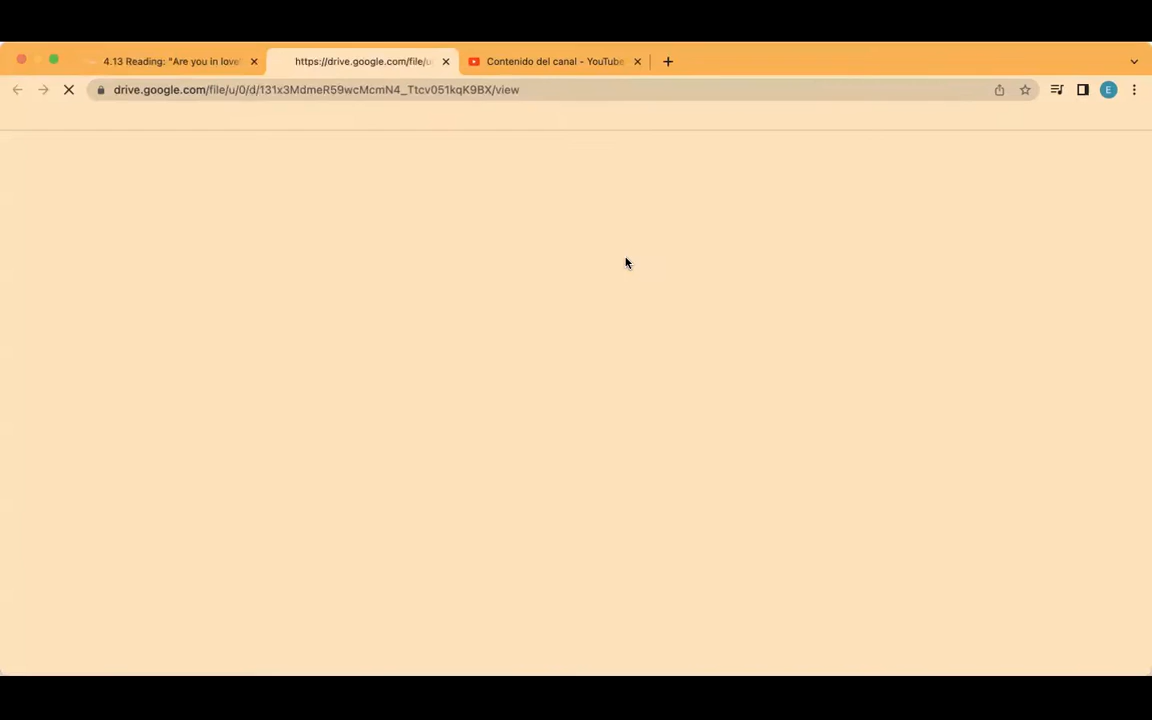 4.13 Reading: "Are you in love"
https://drive.google.com/file/u
Contenido del canal - YouTube
drive.google.com/file/u/0/d/131x3MdmeR59wcMcmN4_Ttcv051kqK9BX/view
E